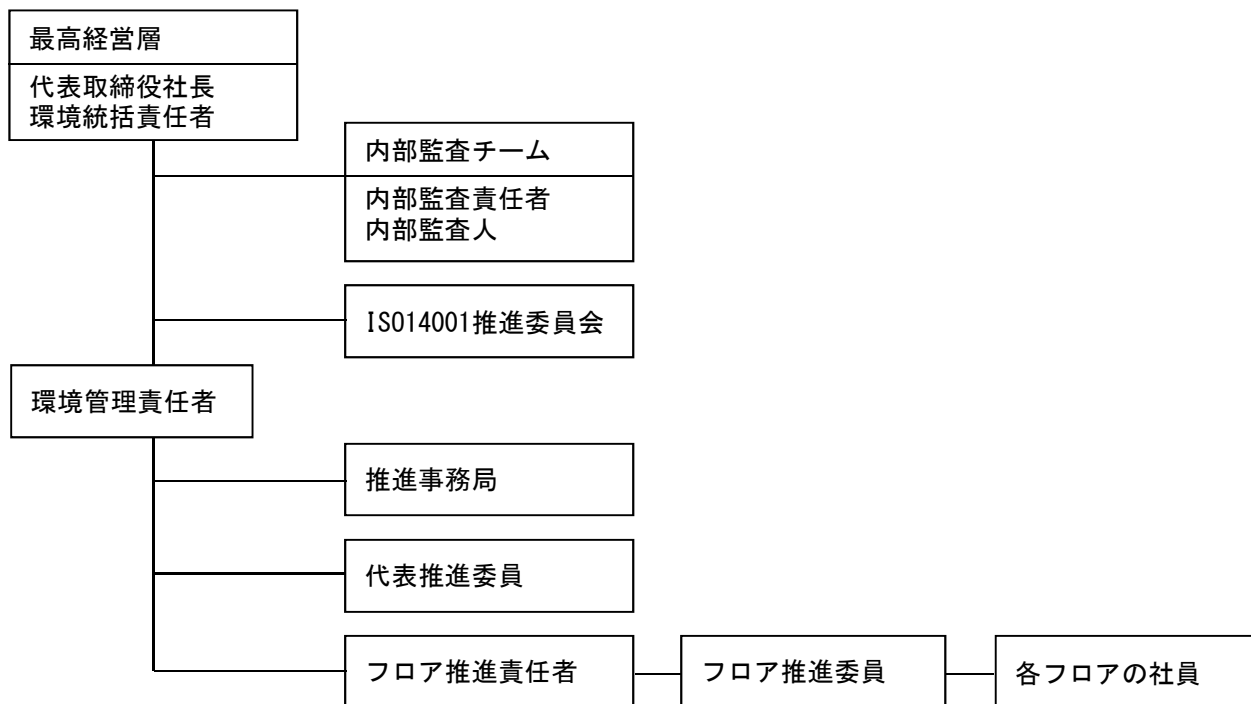 最高経営層
代表取締役社長
環境統括責任者
内部監査チーム
内部監査責任者
内部監査人
ISO14001推進委員会
環境管理責任者
推進事務局
代表推進委員
フロア推進責任者
フロア推進委員
各フロアの社員